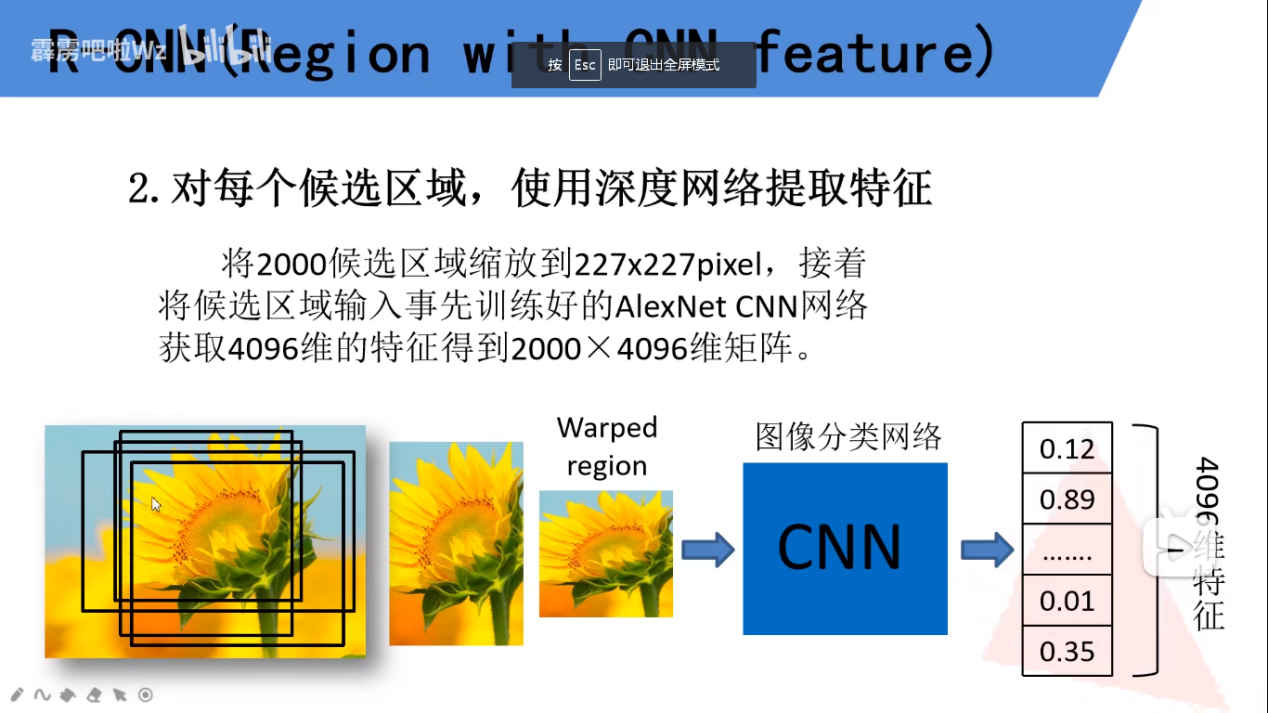 R-CNN(Region with CNN feature)
霹雳吧啦Wz bilibili
按 Esc 即可退出全屏模式
2.对每个候选区域，使用深度网络提取特征
将2000候选区域缩放到227x227pixel，接着
将候选区域输入事先训练好的AlexNet CNN网络
获取4096维的特征得到2000×4096维矩阵。
Warped
region
图像分类网络
CNN
0.12
0.89
.......
0.01
0.35
4096维特征